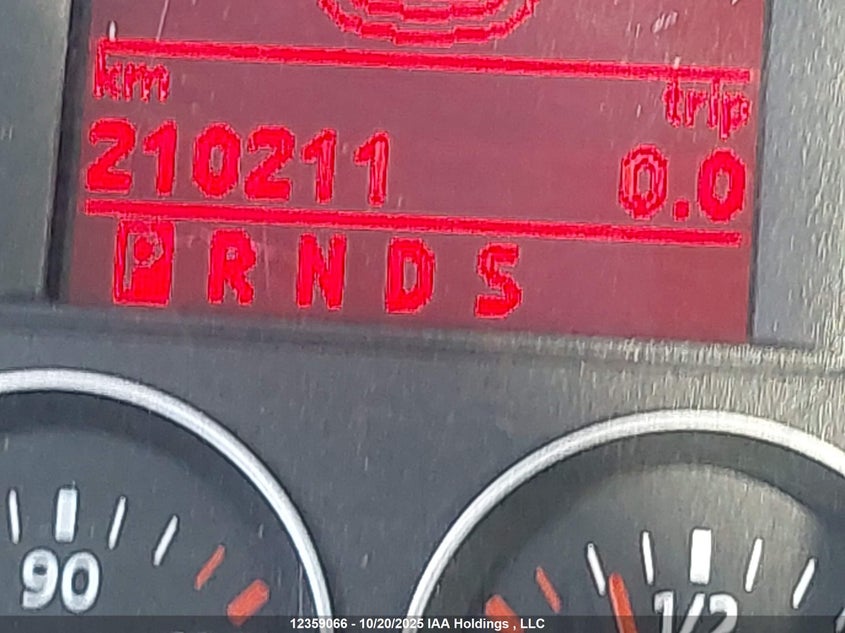 km trip
210211 0.0
P R N D S
90 1/2
12359066 - 10/20/2025 IAA Holdings , LLC